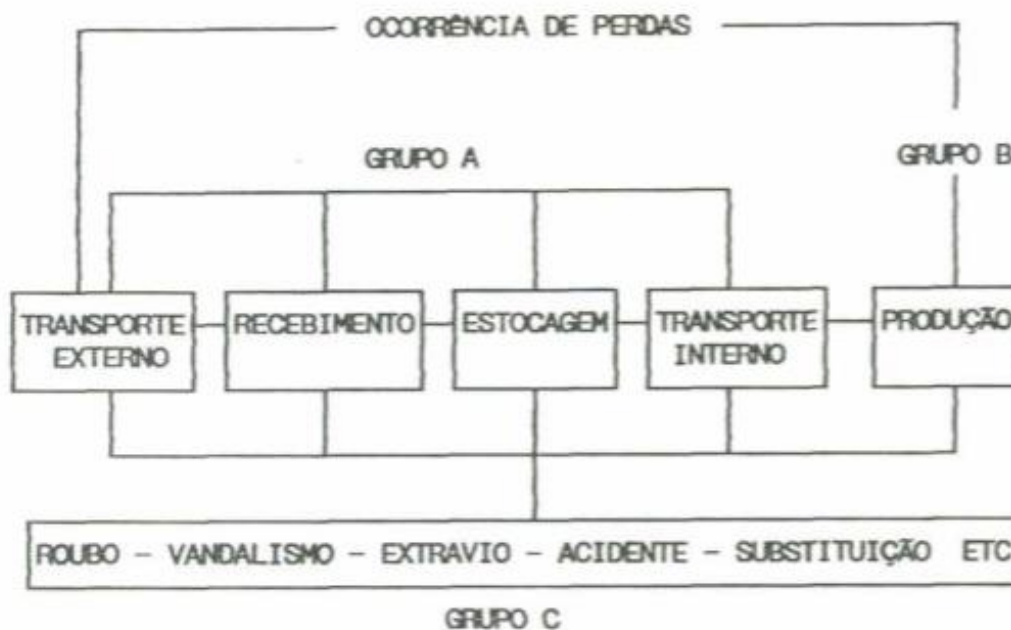 OCORRÊNCIA DE PERDAS
GRUPO A
GRUPO B
TRANSPORTE EXTERNO
RECEBIMENTO
ESTOCAGEM
TRANSPORTE INTERNO
PRODUÇÃO
ROUBO - VANDALISMO - EXTRAVIO - ACIDENTE - SUBSTITUIÇÃO ETC
GRUPO C